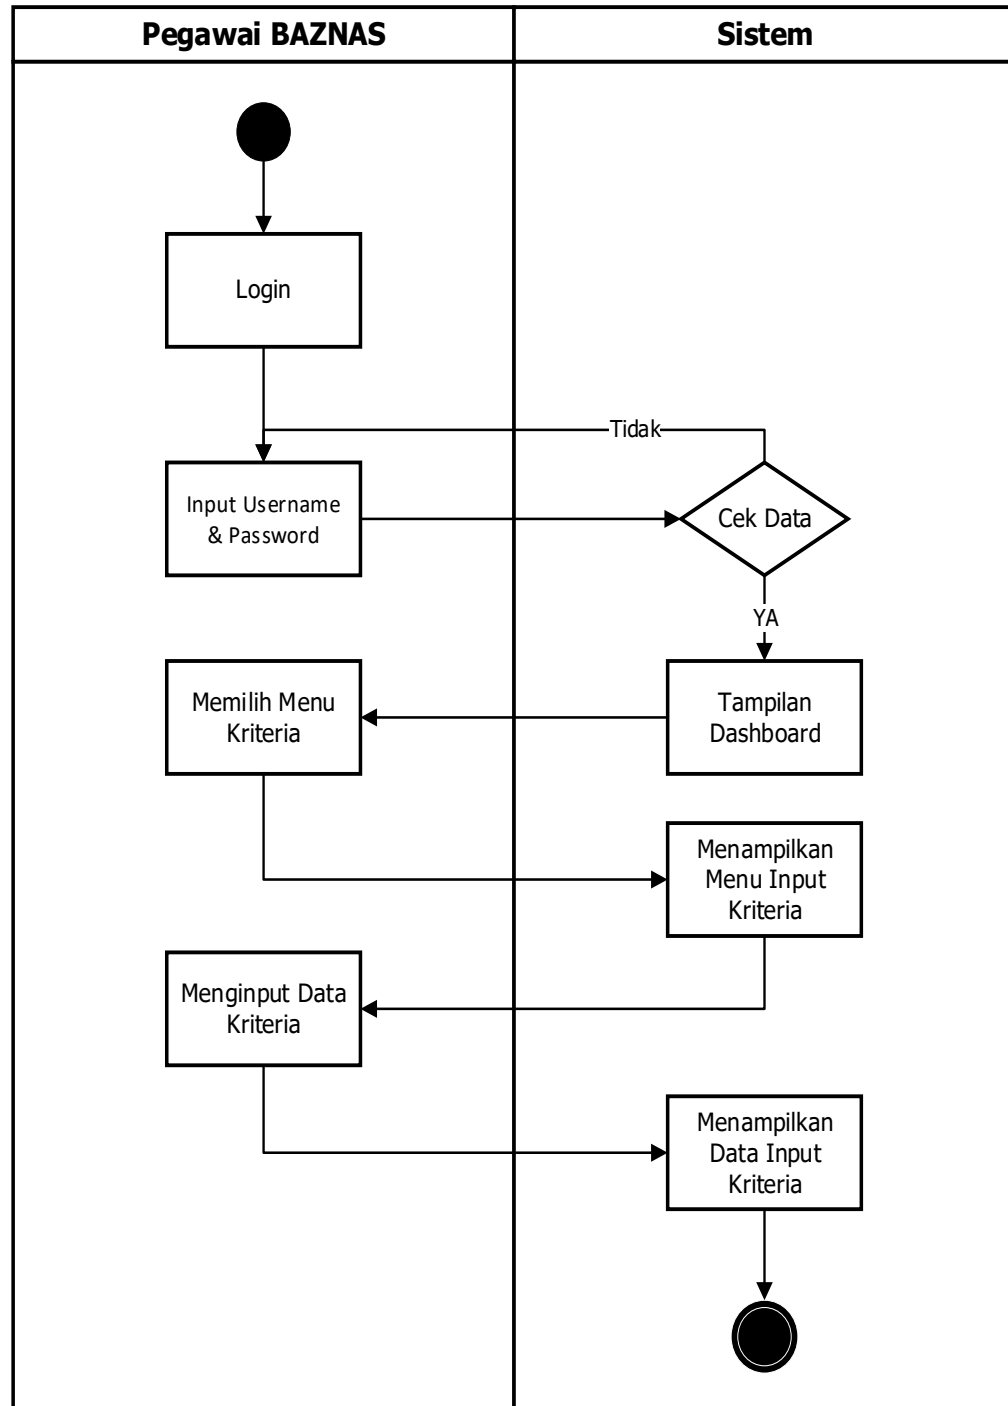 Pegawai BAZNAS
Sistem
Login
Tidak
Input Username
& Password
Cek Data
YA
Memilih Menu
Kriteria
Tampilan
Dashboard
Menampilkan
Menu Input
Kriteria
Menginput Data
Kriteria
Menampilkan
Data Input
Kriteria